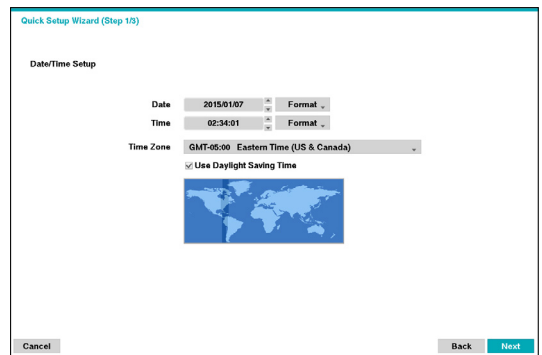 Quick Setup Wizard (Step 1/3)
Date/Time Setup
Date 2015/01/07 Format
Time 02:34:01 Format
Time Zone GMT-05:00 Eastern Time (US & Canada)
Use Daylight Saving Time
Cancel Back Next